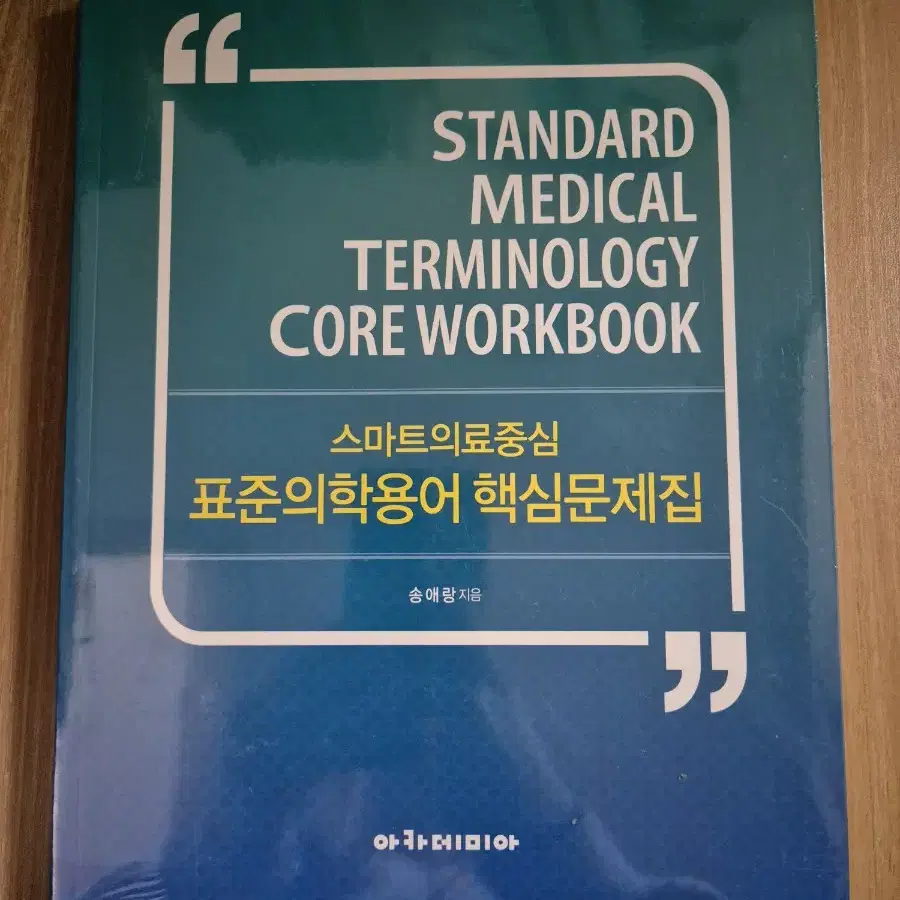 STANDARD
MEDICAL
TERMINOLOGY
CORE WORKBOOK
스마트의료중심
표준의학용어 핵심문제집
송애랑 지음
아카데미아